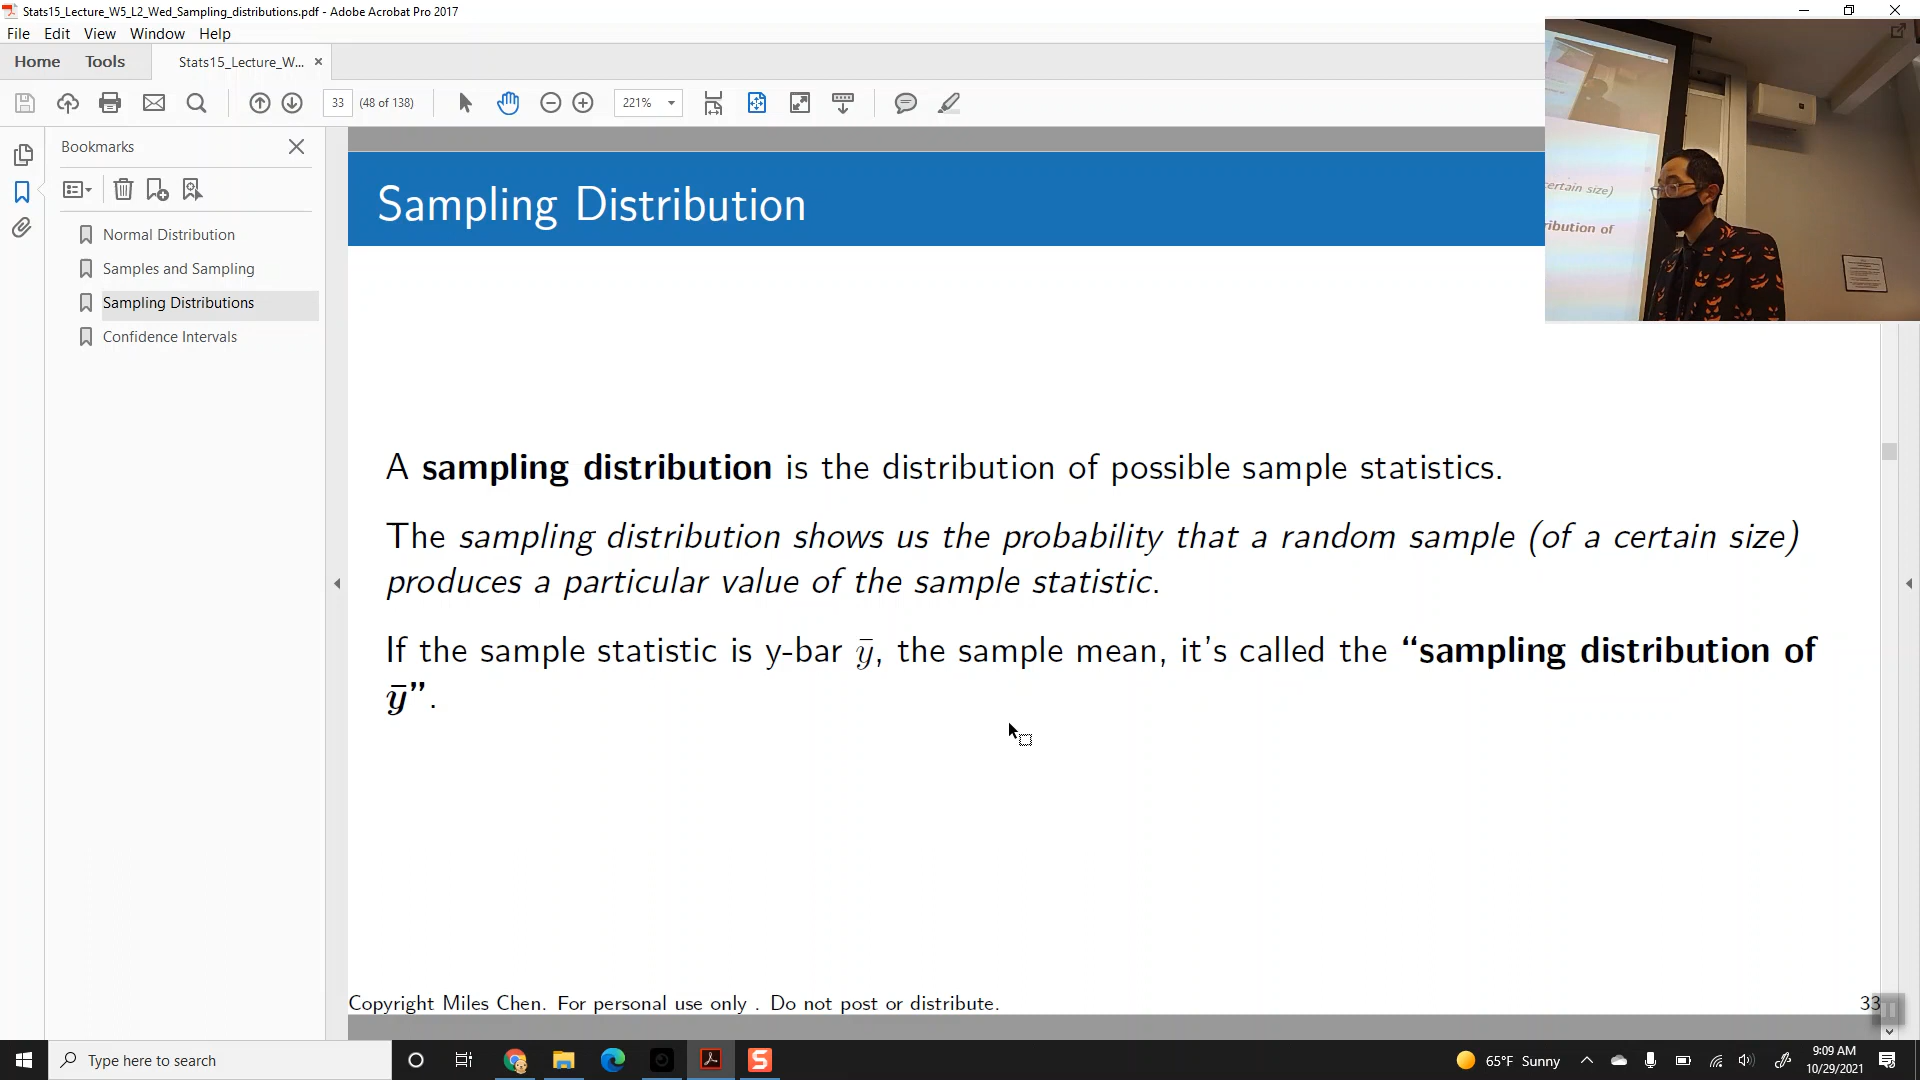 Stats15_Lecture_W5_L2_Wed_Sampling_distributions.pdf - Adobe Acrobat Pro 2017
File Edit View Window Help
Home Tools Stats15_Lecture_W... ×
33 (48 of 138) 221%
Bookmarks
Normal Distribution
Samples and Sampling
Sampling Distributions
Confidence Intervals
Sampling Distribution
certain size)
ribution of
A sampling distribution is the distribution of possible sample statistics.
The sampling distribution shows us the probability that a random sample (of a certain size)
produces a particular value of the sample statistic.
If the sample statistic is y-bar ȳ, the sample mean, it's called the “sampling distribution of
ȳ”.
Copyright Miles Chen. For personal use only . Do not post or distribute.
33
Type here to search
65°F Sunny
9:09 AM
10/29/2021